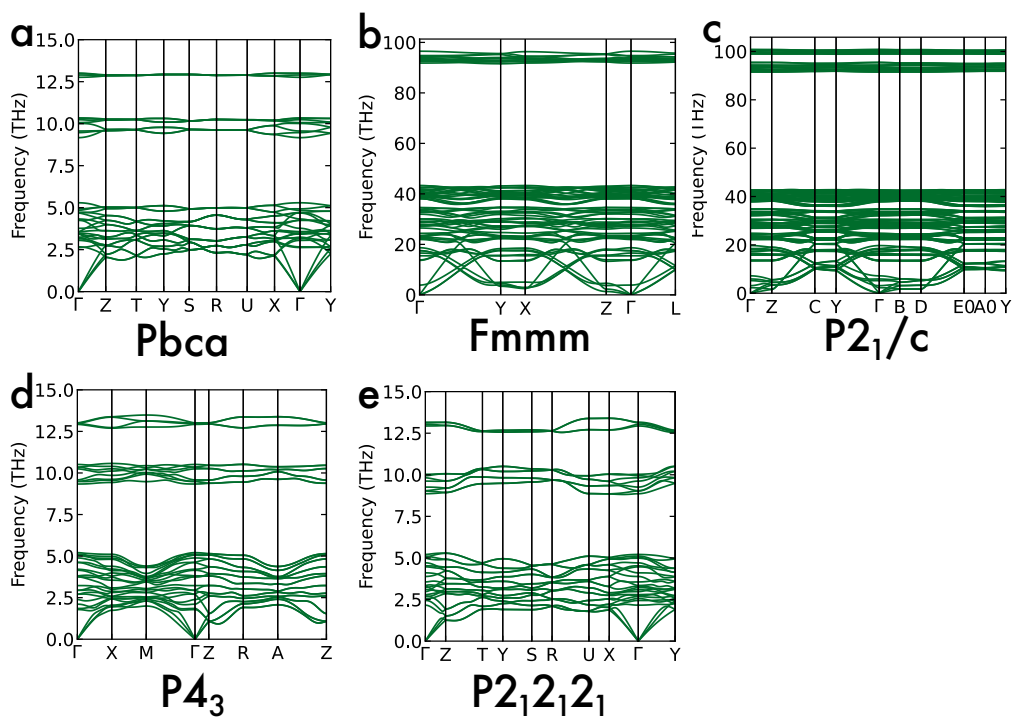 a
15.0
12.5
10.0
7.5
5.0
2.5
0.0
Frequency (THz)
Γ Z T Y S R U X Γ Y
Pbca
b
100
80
60
40
20
0
Frequency (THz)
Γ Y X Z Γ L
Fmmm
c
100
80
60
40
20
0
Frequency (THz)
Γ Z C Y Γ B D E0A0 Y
P2₁/c
d
15.0
12.5
10.0
7.5
5.0
2.5
0.0
Frequency (THz)
Γ X M Γ Z R A Z
P4₃
e
15.0
12.5
10.0
7.5
5.0
2.5
0.0
Frequency (THz)
Γ Z T Y S R U X Γ Y
P2₁2₁2₁